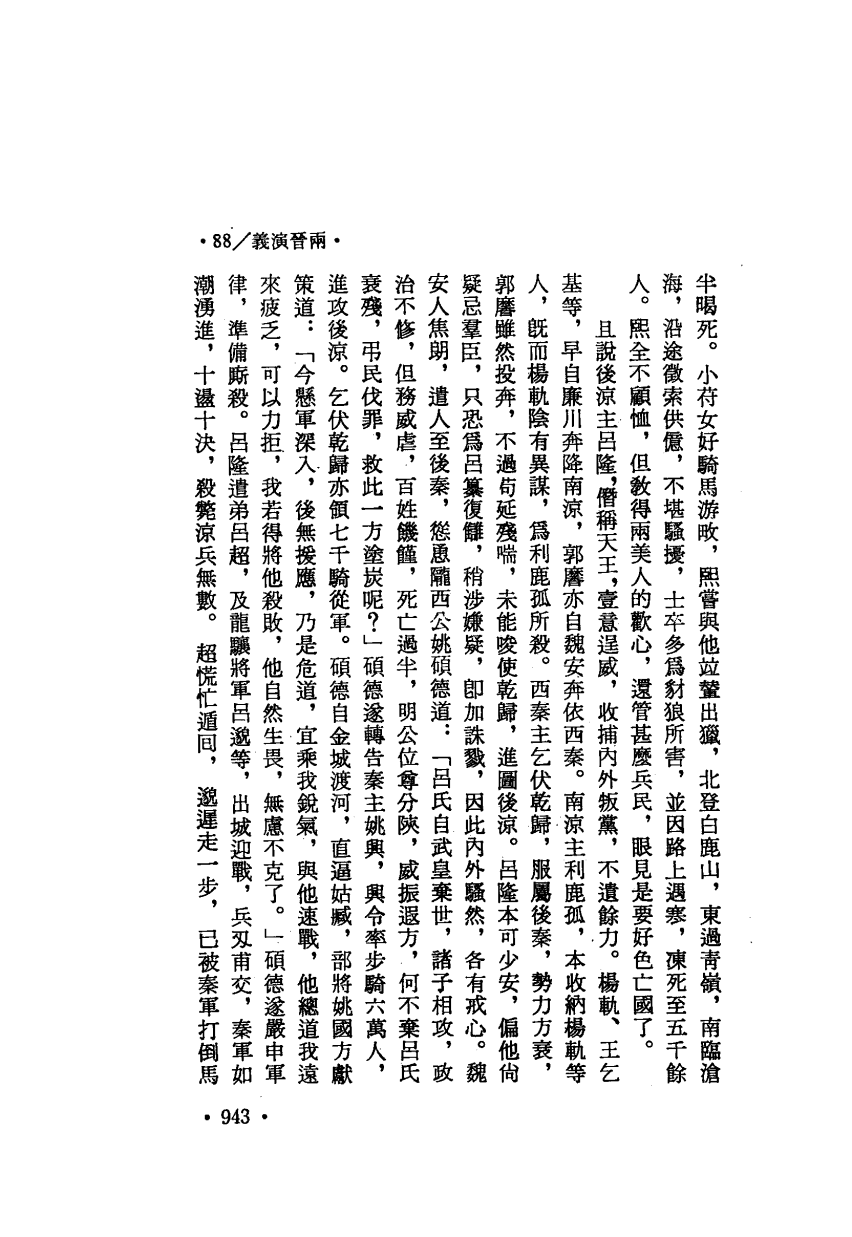 •88／義演晉兩•
半暍死。小苻女好騎馬游畋，熙嘗與他竝輦出獵，北登白鹿山，東過靑嶺，南臨滄
海，沿途徵索供億，不堪騷擾，士卒多爲豺狼所害，並因路上遇寒，凍死至五千餘
人。熙全不顧恤，但敎得兩美人的歡心，還管甚麼兵民，眼見是要好色亡國了。
且說後涼主呂隆，僭稱天王，壹意逞威，收捕內外叛黨，不遺餘力。楊軌、王乞
基等，早自廉川奔降南涼，郭黁亦自魏安奔依西秦。南涼主利鹿孤，本收納楊軌等
人，旣而楊軌陰有異謀，爲利鹿孤所殺。西秦主乞伏乾歸，服屬後秦，勢力方衰，
郭黁雖然投奔，不過苟延殘喘，未能唆使乾歸，進圖後涼。呂隆本可少安，偏他尙
疑忌羣臣，只恐爲呂纂復讎，稍涉嫌疑，卽加誅戮，因此內外騷然，各有戒心。魏
安人焦朗，遣人至後秦，慫恿隴西公姚碩德道：「呂氏自武皇棄世，諸子相攻，政
治不修，但務威虐，百姓饑饉，死亡過半，明公位尊分陝，威振遐方，何不棄呂氏
衰殘，弔民伐罪，救此一方塗炭呢？」碩德遂轉告秦主姚興，興令率步騎六萬人，
進攻後涼。乞伏乾歸亦領七千騎從軍。碩德自金城渡河，直逼姑臧，部將姚國方獻
策道：「今懸軍深入，後無援應，乃是危道，宜乘我銳氣，與他速戰，他總道我遠
來疲乏，可以力拒，我若得將他殺敗，他自然生畏，無慮不克了。」碩德遂嚴申軍
律，準備厮殺。呂隆遣弟呂超，及龍驤將軍呂邈等，出城迎戰，兵刄甫交，秦軍如
潮湧進，十盪十決，殺斃涼兵無數。超慌忙遁囘，邈遲走一步，已被秦軍打倒馬
•943•